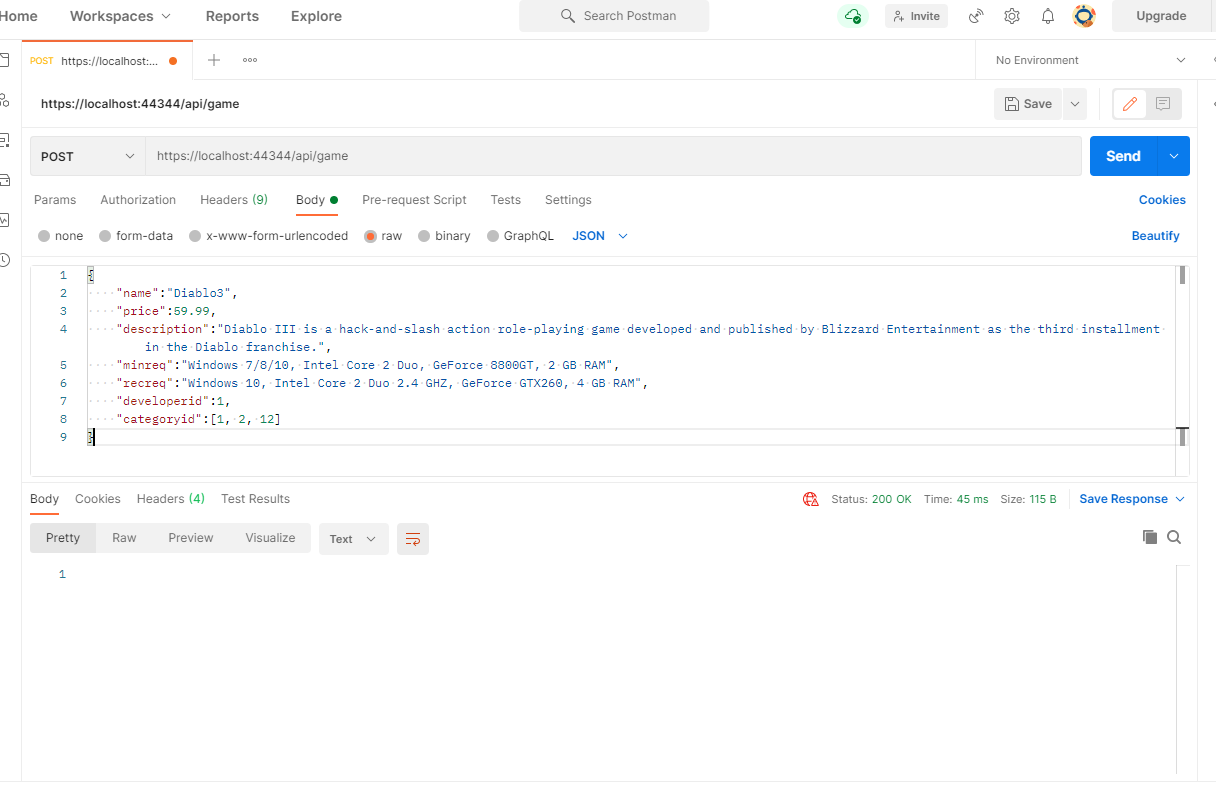 Home Workspaces Reports Explore Search Postman Invite Upgrade
POST https://localhost:... No Environment
https://localhost:44344/api/game Save
POST https://localhost:44344/api/game Send
Params Authorization Headers (9) Body Pre-request Script Tests Settings Cookies
none form-data x-www-form-urlencoded raw binary GraphQL JSON Beautify
1 {
2 "name":"Diablo3",
3 "price":59.99,
4 "description":"Diablo III is a hack-and-slash action role-playing game developed and published by Blizzard Entertainment as the third installment
in the Diablo franchise.",
5 "minreq":"Windows 7/8/10, Intel Core 2 Duo, GeForce 8800GT, 2 GB RAM",
6 "recreq":"Windows 10, Intel Core 2 Duo 2.4 GHZ, GeForce GTX260, 4 GB RAM",
7 "developerid":1,
8 "categoryid":[1, 2, 12]
9 }
Body Cookies Headers (4) Test Results Status: 200 OK Time: 45 ms Size: 115 B Save Response
Pretty Raw Preview Visualize Text
1